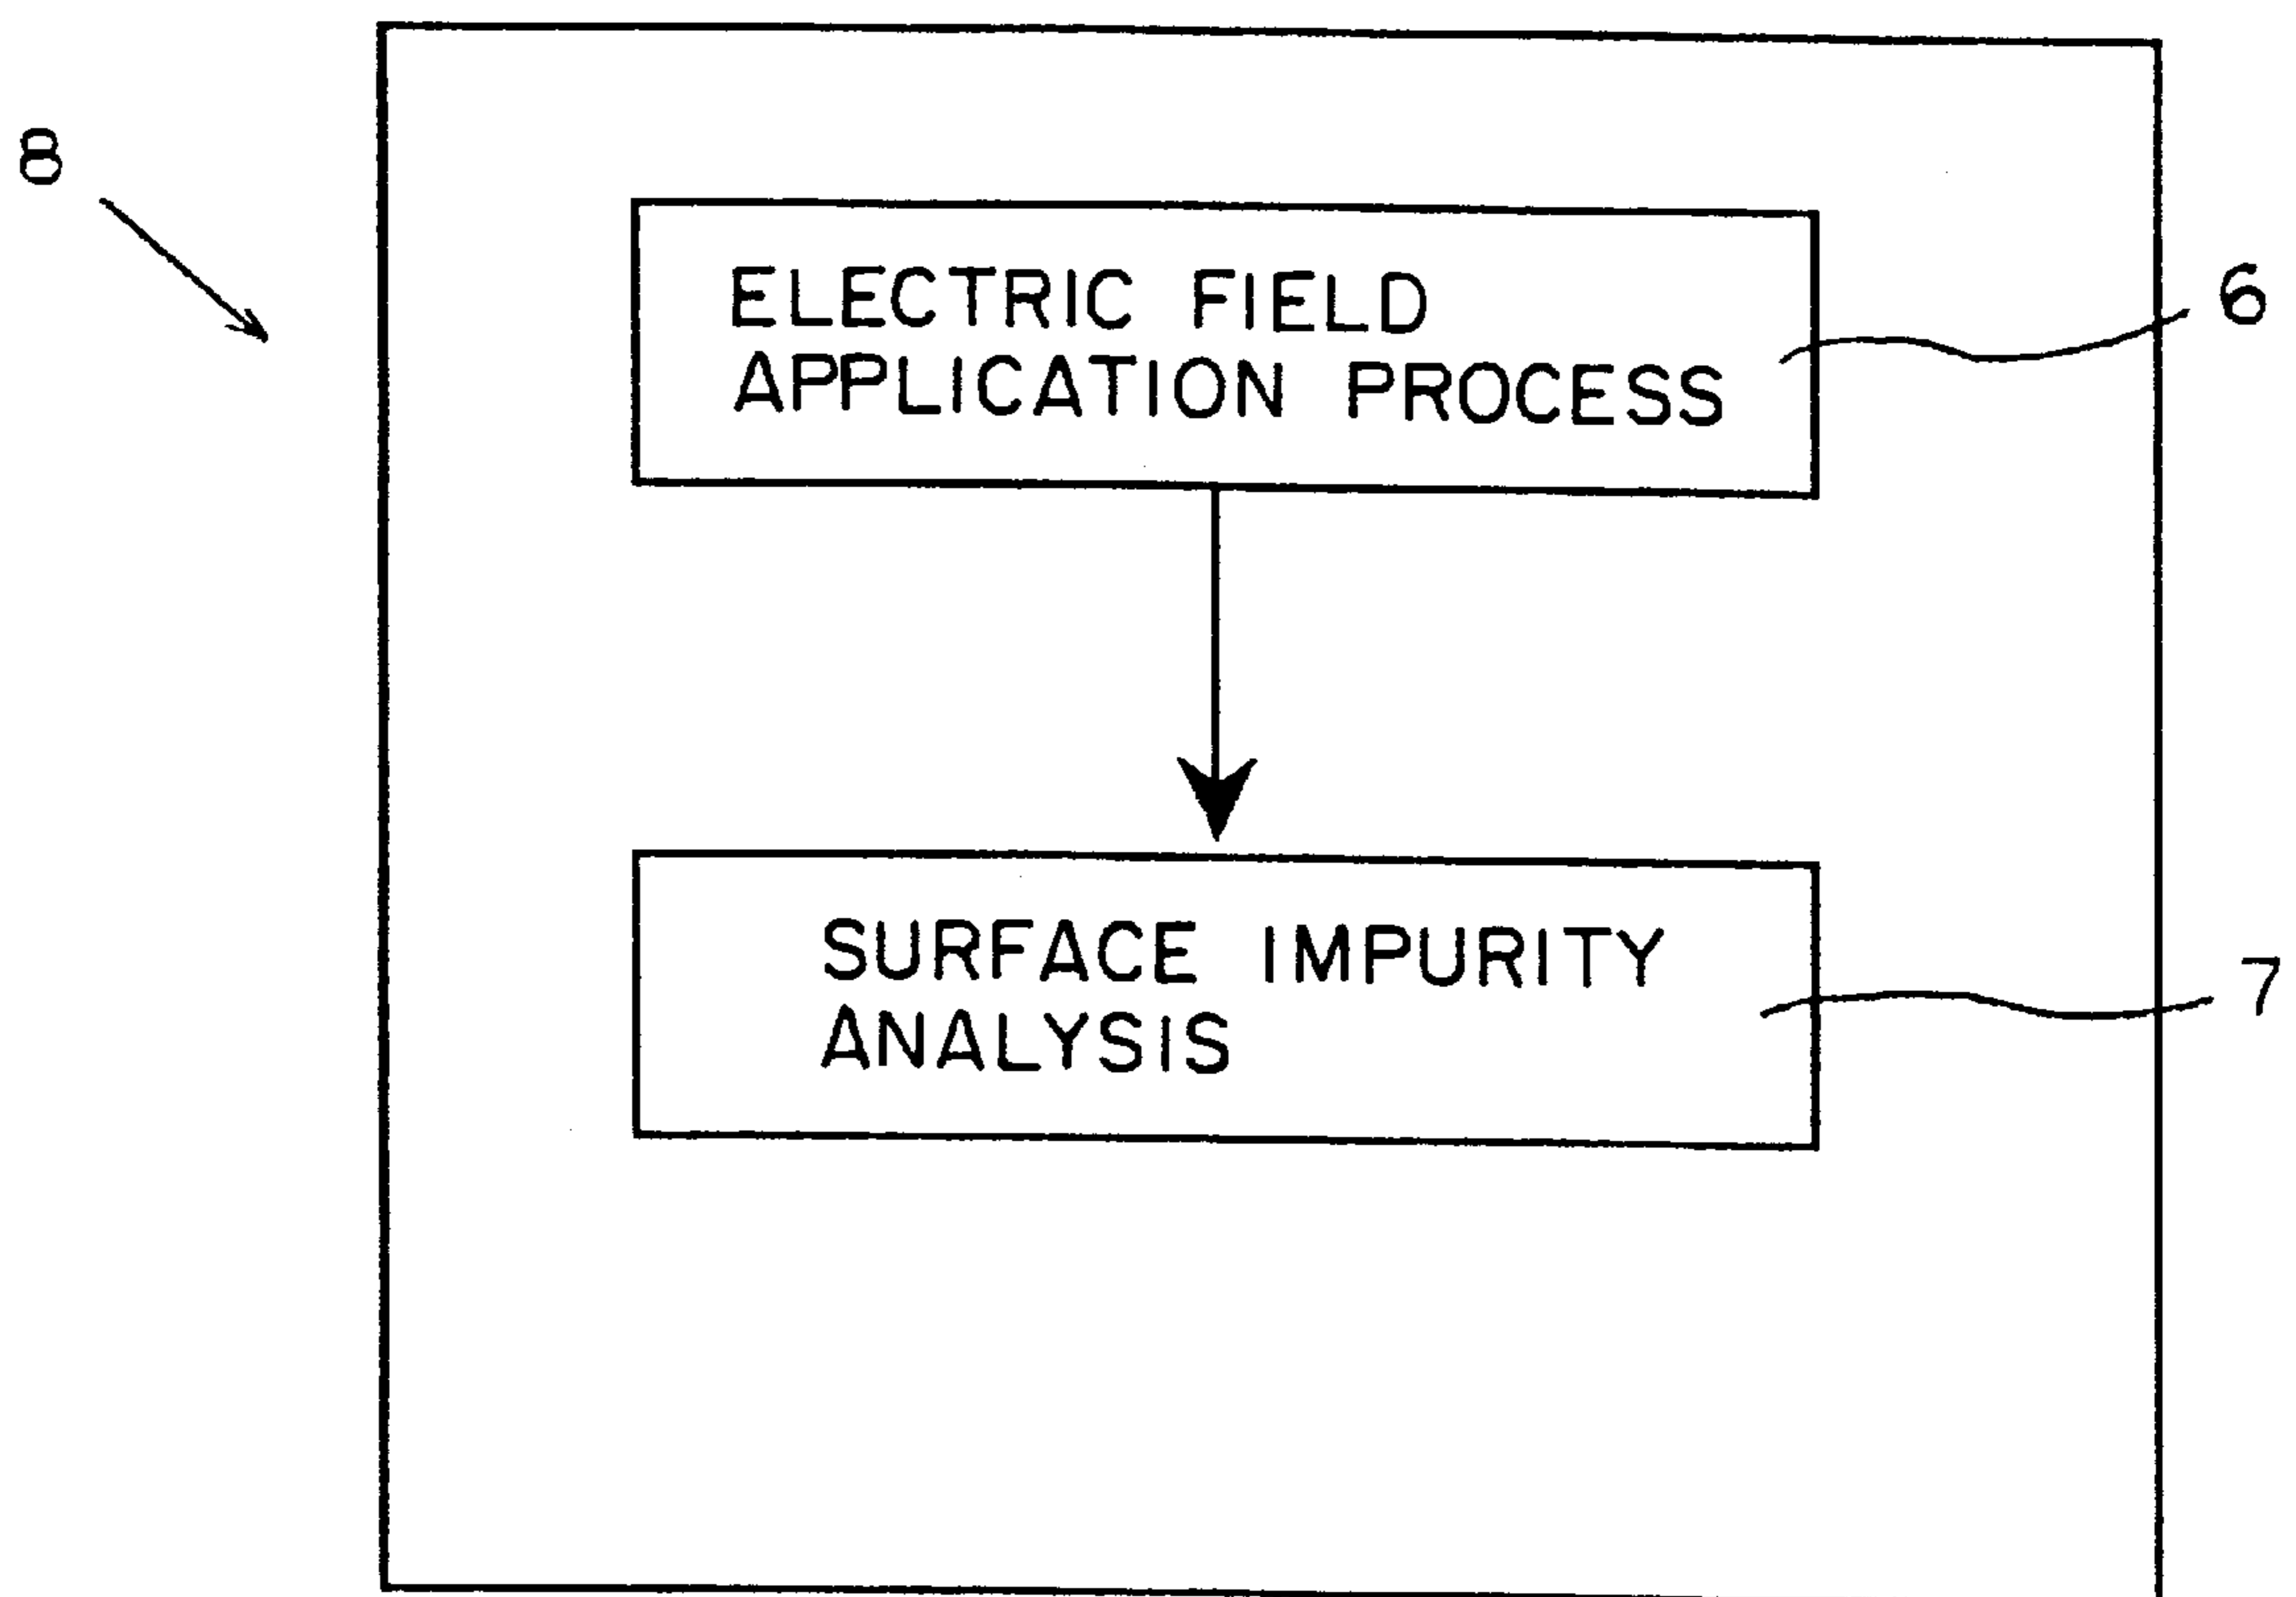 8
ELECTRIC FIELD
APPLICATION PROCESS
6
SURFACE IMPURITY
ANALYSIS
7